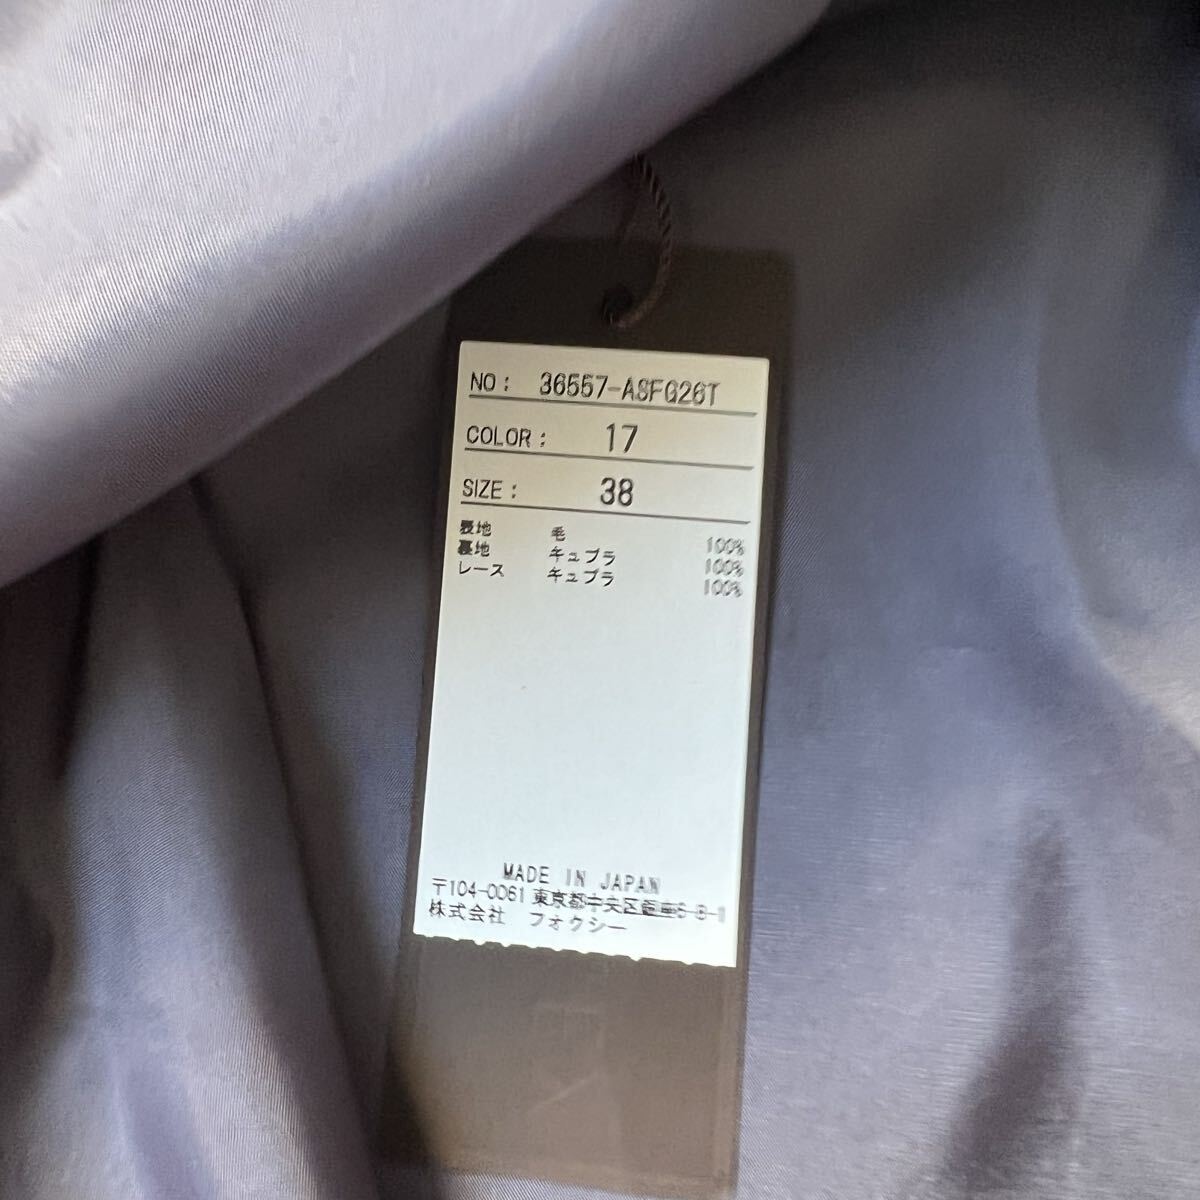 NO: 36557-ASFG26T
COLOR: 17
SIZE: 38
表地 毛 100%
裏地 キュプラ 100%
レース キュプラ 100%
MADE IN JAPAN
〒104-0061 東京都中央区銀座
株式会社 フォクシー